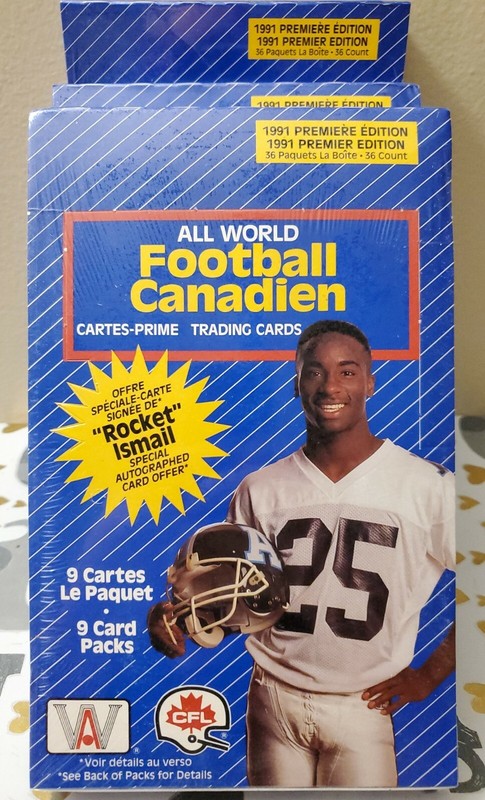 1991 PREMIÈRE ÉDITION
1991 PREMIER EDITION
36 Paquets La Boîte • 36 Count
1991 PREMIÈRE ÉDITION
1991 PREMIÈRE ÉDITION
1991 PREMIER EDITION
36 Paquets La Boîte • 36 Count
ALL WORLD
Football
Canadien
CARTES-PRIME TRADING CARDS
OFFRE
SPÉCIALE-CARTE
SIGNÉE DE*
"Rocket"
Ismail
SPECIAL
AUTOGRAPHED
CARD OFFER*
25
H
9 Cartes
Le Paquet
•
9 Card
Packs
AW
®
CFL
®
*Voir détails au verso
*See Back of Packs for Details